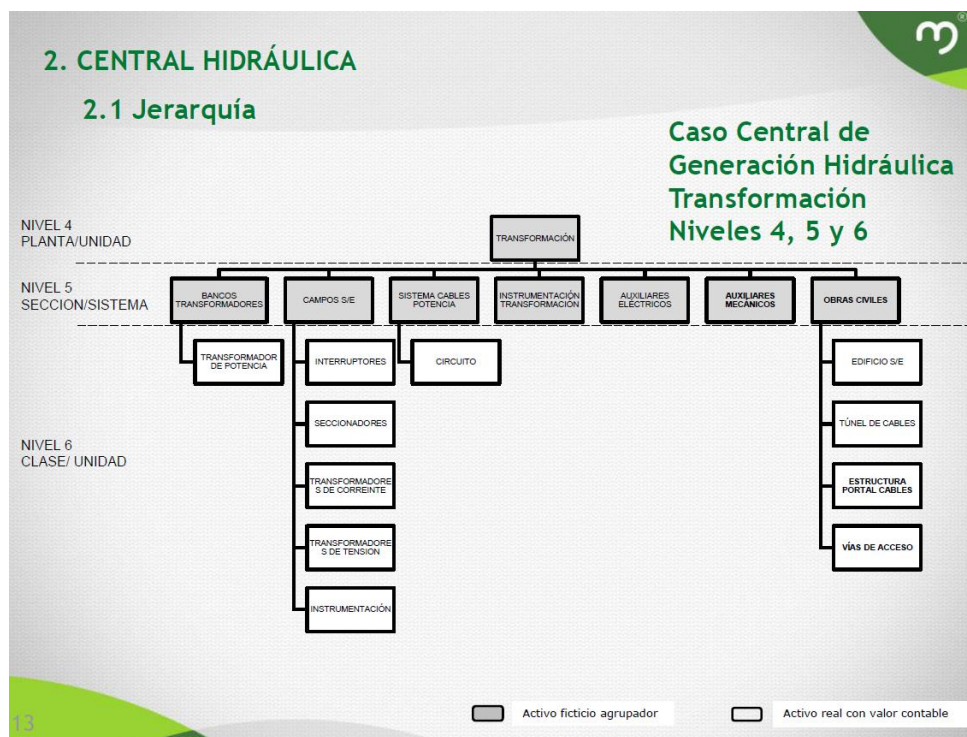 2. CENTRAL HIDRÁULICA
2.1 Jerarquía
Caso Central de
Generación Hidráulica
Transformación
Niveles 4, 5 y 6
NIVEL 4
PLANTA/UNIDAD
TRANSFORMACIÓN
NIVEL 5
SECCION/SISTEMA
BANCOS
TRANSFORMADORES
CAMPOS S/E
SISTEMA CABLES
POTENCIA
INSTRUMENTACIÓN
TRANSFORMACIÓN
AUXILIARES
ELÉCTRICOS
AUXILIARES
MECÁNICOS
OBRAS CIVILES
NIVEL 6
CLASE/ UNIDAD
TRANSFORMADOR
DE POTENCIA
INTERRUPTORES
SECCIONADORES
TRANSFORMADORE
S DE CORREINTE
TRANSFORMADORE
S DE TENSION
INSTRUMENTACIÓN
CIRCUITO
EDIFICIO S/E
TÚNEL DE CABLES
ESTRUCTURA
PORTAL CABLES
VÍAS DE ACCESO
13
Activo ficticio agrupador
Activo real con valor contable